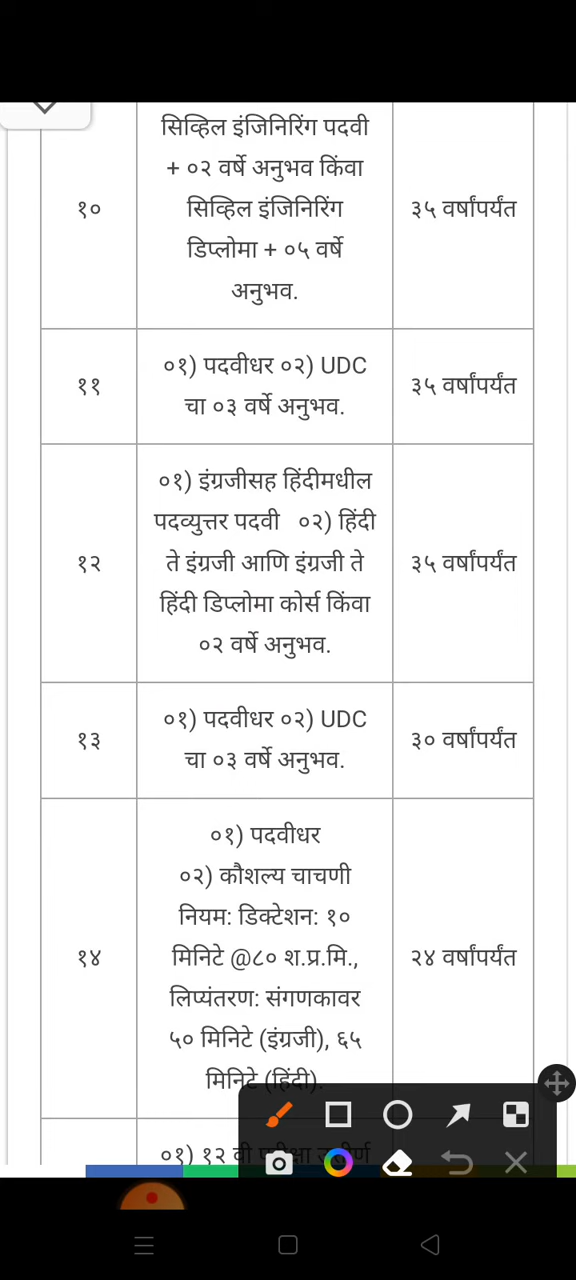 सिव्हिल इंजिनिरिंग पदवी
+ ०२ वर्षे अनुभव किंवा
१०
सिव्हिल इंजिनिरिंग
३५ वर्षांपर्यंत
डिप्लोमा + ०५ वर्षे
अनुभव.
०१) पदवीधर ०२) UDC
११
३५ वर्षांपर्यंत
चा ०३ वर्षे अनुभव.
०१) इंग्रजीसह हिंदीमधील
पदव्युत्तर पदवी ०२) हिंदी
१२
ते इंग्रजी आणि इंग्रजी ते
३५ वर्षांपर्यंत
हिंदी डिप्लोमा कोर्स किंवा
०२ वर्षे अनुभव.
०१) पदवीधर ०२) UDC
१३
३० वर्षांपर्यंत
चा ०३ वर्षे अनुभव.
०१) पदवीधर
०२) कौशल्य चाचणी
नियम: डिक्टेशन: १०
१४
मिनिटे @८० श.प्र.मि.,
२४ वर्षांपर्यंत
लिप्यंतरण: संगणकावर
५० मिनिटे (इंग्रजी), ६५
मिनिटे (हिंदी).
०१) १२ वी परीक्षा उत्तीर्ण